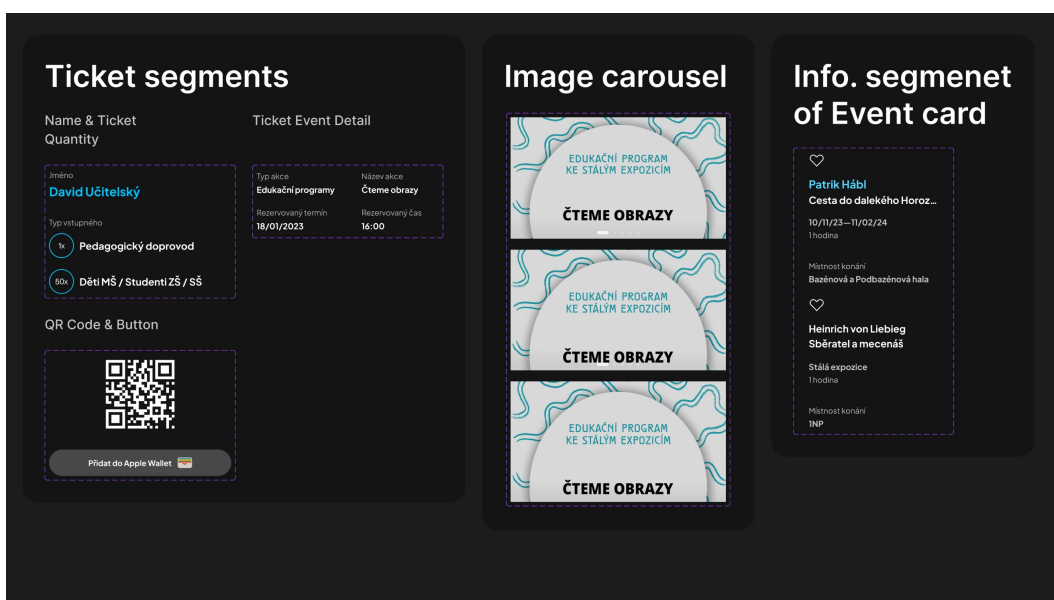 Ticket segments
Name & Ticket
Quantity
Jméno
David Učitelský
Typ vstupného
1x Pedagogický doprovod
50x Děti MŠ / Studenti ZŠ / SŠ
Ticket Event Detail
Typ akce Název akce
Edukační programy Čteme obrazy
Rezervovaný termín Rezervovaný čas
18/01/2023 16:00
QR Code & Button
Přidat do Apple Wallet
Image carousel
EDUKAČNÍ PROGRAM
KE STÁLÝM EXPOZICÍM
ČTEME OBRAZY
EDUKAČNÍ PROGRAM
KE STÁLÝM EXPOZICÍM
ČTEME OBRAZY
EDUKAČNÍ PROGRAM
KE STÁLÝM EXPOZICÍM
ČTEME OBRAZY
Info. segmenet
of Event card
Patrik Hábl
Cesta do dalekého Horoz...
10/11/23—11/02/24
1 hodina
Místnost konání
Bazénová a Podbazénová hala
Heinrich von Liebieg
Sběratel a mecenáš
Stálá expozice
1 hodina
Místnost konání
1NP